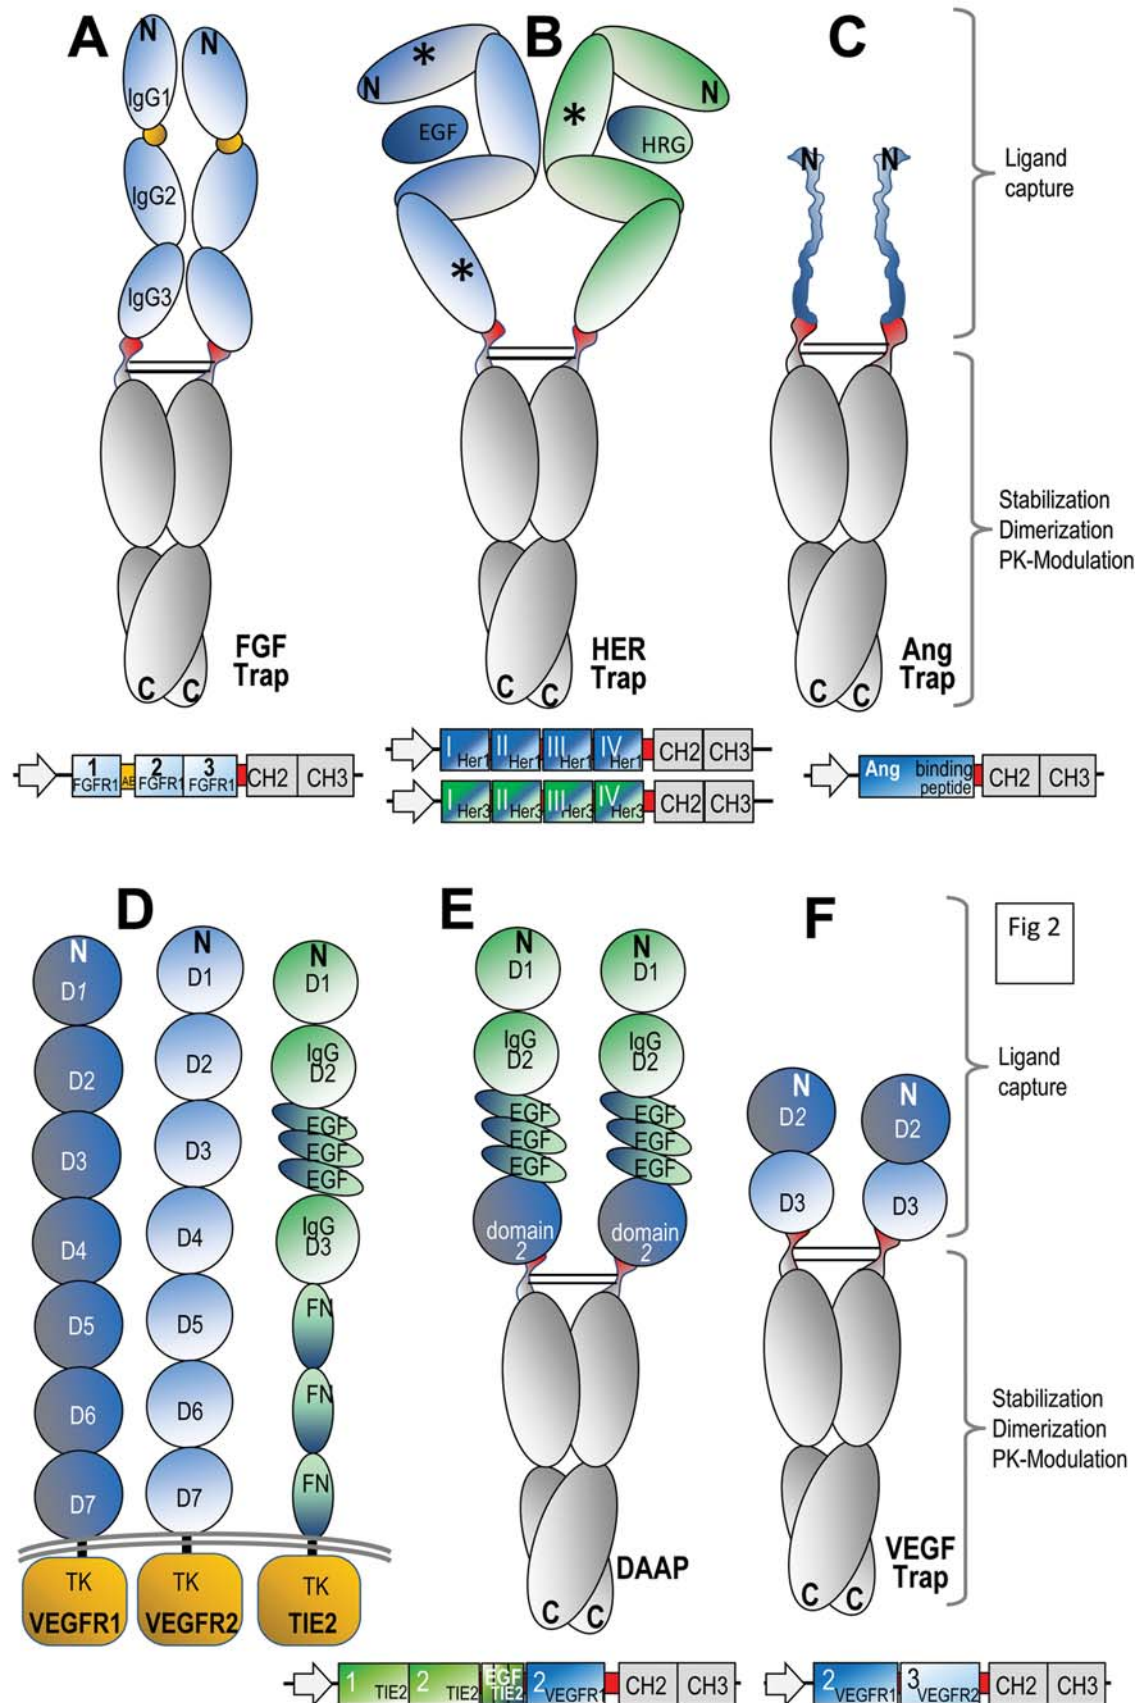 A
B
C
N
N
IgG1
IgG2
IgG3
*
N
EGF
*
N
HRG
*
N
N
Ligand
capture
Stabilization
Dimerization
PK-Modulation
FGF
Trap
C
C
HER
Trap
C
C
Ang
Trap
C
C
1
FGFR1
AB
2
FGFR1
3
FGFR1
CH2
CH3
I
Her1
II
Her1
III
Her1
IV
Her1
CH2
CH3
I
Her3
II
Her3
III
Her3
IV
Her3
CH2
CH3
Ang
binding
peptide
CH2
CH3
D
E
F
Fig 2
N
D1
D2
D3
D4
D5
D6
D7
TK
VEGFR1
N
D1
D2
D3
D4
D5
D6
D7
TK
VEGFR2
D1
IgG
D2
EGF
EGF
EGF
IgG
D3
FN
FN
FN
TK
TIE2
N
D1
IgG
D2
EGF
EGF
EGF
domain
2
N
D1
IgG
D2
EGF
EGF
EGF
domain
2
DAAP
C
C
N
D2
D3
N
D2
D3
Ligand
capture
Stabilization
Dimerization
PK-Modulation
VEGF
Trap
C
C
1
TIE2
2
TIE2
EGF
TIE2
2
VEGFR1
CH2
CH3
2
VEGFR1
3
VEGFR2
CH2
CH3